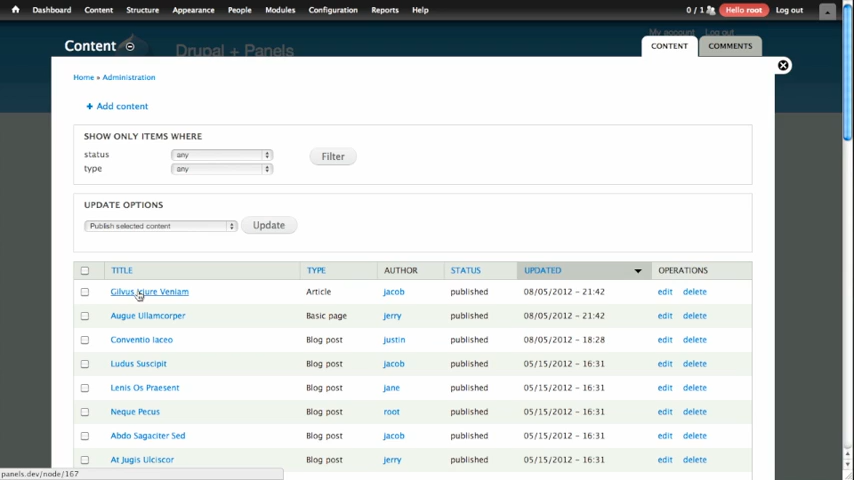 Dashboard Content Structure Appearance People Modules Configuration Reports Help 0 / 1 Hello root Log out
My account Log out
Content Drupal + Panels CONTENT COMMENTS
Home » Administration
+ Add content
SHOW ONLY ITEMS WHERE
status any Filter
type any
UPDATE OPTIONS
Publish selected content Update
TITLE TYPE AUTHOR STATUS UPDATED OPERATIONS
Gilvus Iriure Veniam Article jacob published 08/05/2012 - 21:42 edit delete
Augue Ullamcorper Basic page jerry published 08/05/2012 - 21:42 edit delete
Conventio Iaceo Blog post justin published 08/05/2012 - 18:28 edit delete
Ludus Suscipit Blog post jacob published 05/15/2012 - 16:31 edit delete
Lenis Os Praesent Blog post jane published 05/15/2012 - 16:31 edit delete
Neque Pecus Blog post root published 05/15/2012 - 16:31 edit delete
Abdo Sagaciter Sed Blog post jacob published 05/15/2012 - 16:31 edit delete
At Jugis Ulciscor Blog post jerry published 05/15/2012 - 16:31 edit delete
panels.dev/node/167